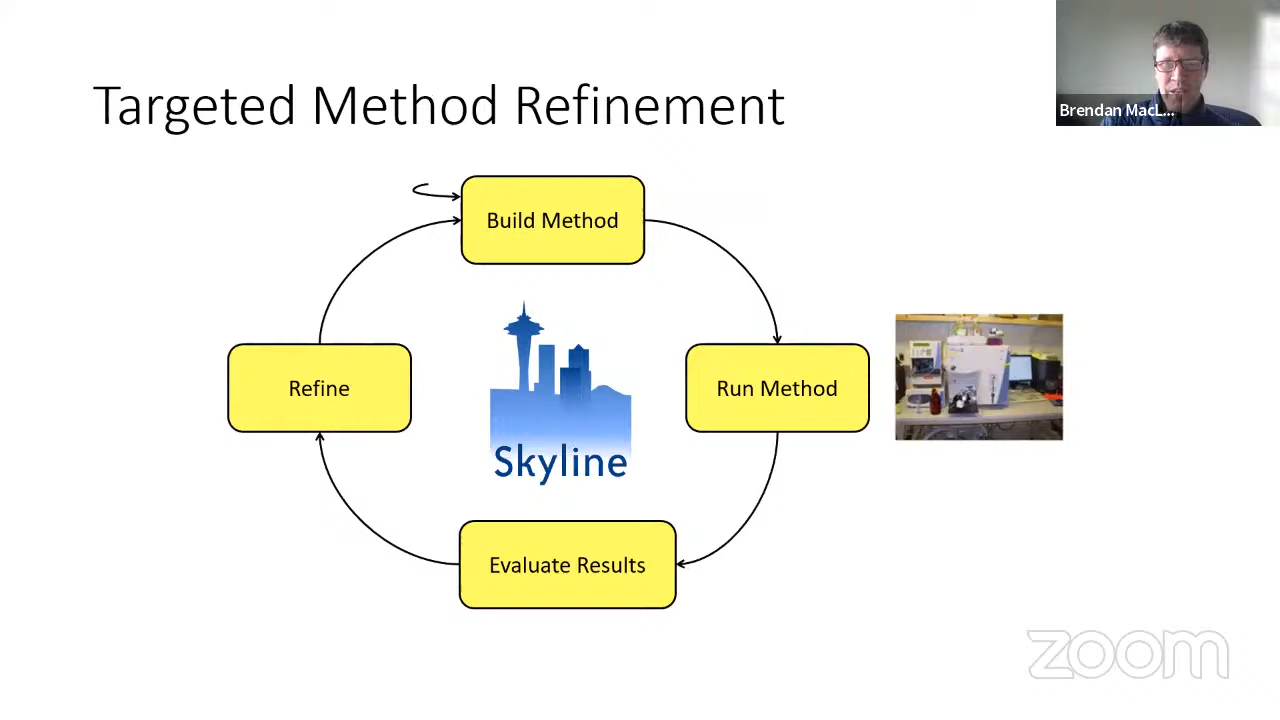 Targeted Method Refinement
Brendan MacL...
Build Method
Refine
Run Method
Skyline
Evaluate Results
zoom